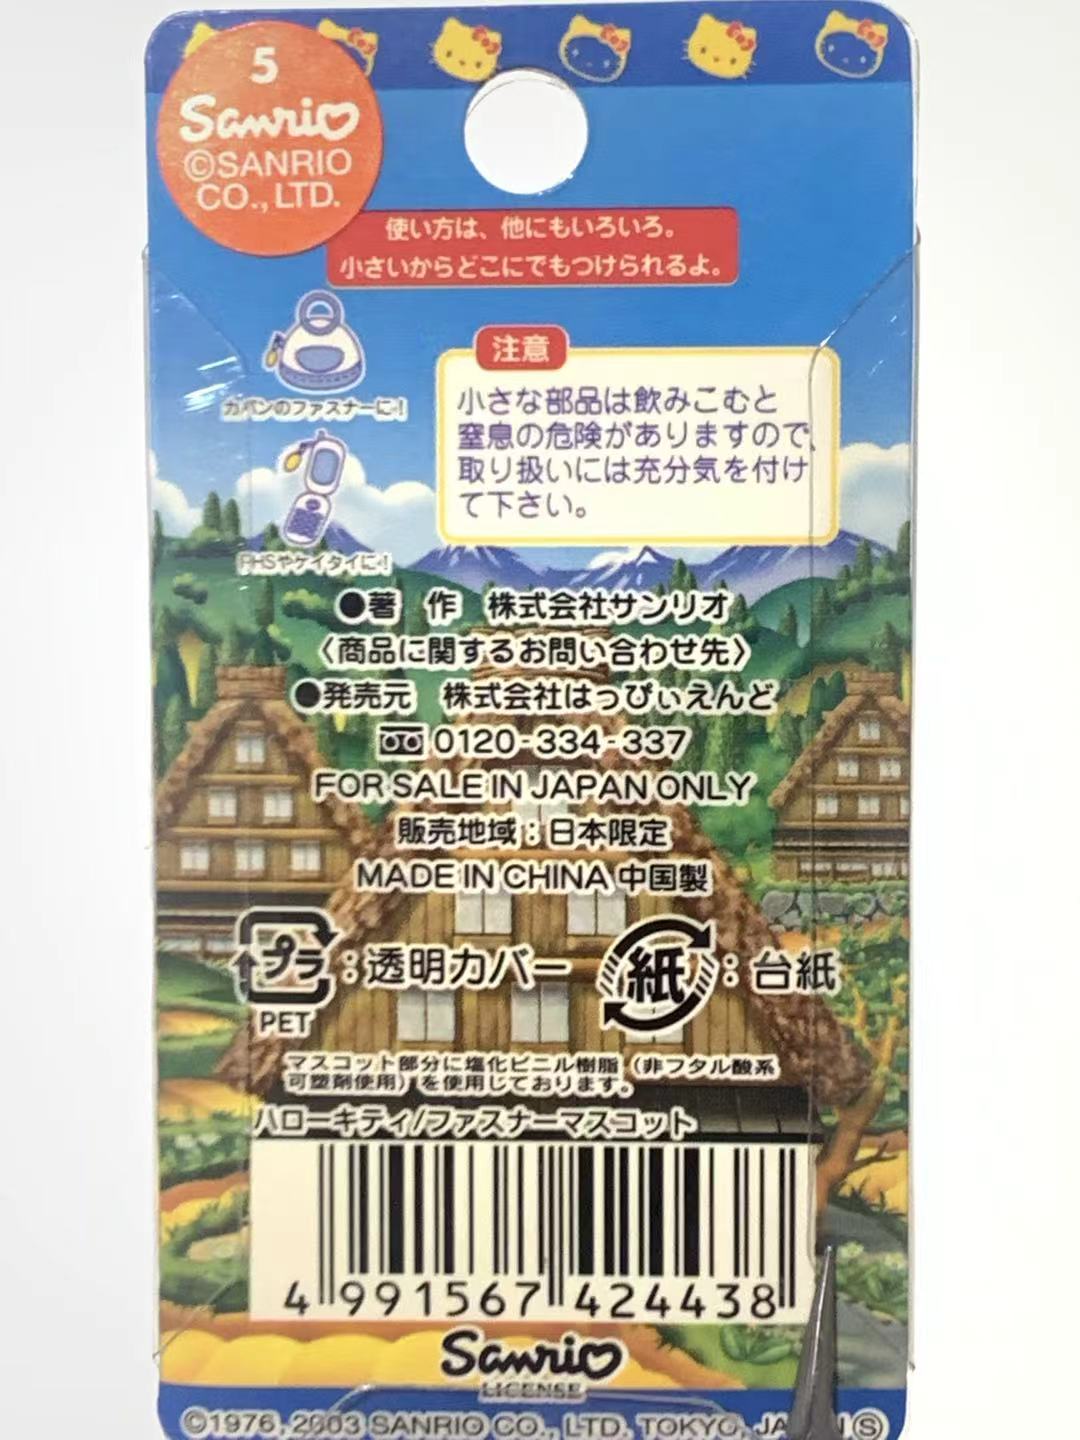 5
Sanrio
©SANRIO
CO., LTD.
使い方は、他にもいろいろ。
小さいからどこにでもつけられるよ。
カバンのファスナーに!
PHSやケイタイに!
注意
小さな部品は飲みこむと
窒息の危険がありますので、
取り扱いには充分気を付け
て下さい。
●著 作 株式会社サンリオ
〈商品に関するお問い合わせ先〉
●発売元 株式会社はっぴぃえんど
0120-334-337
FOR SALE IN JAPAN ONLY
販売地域:日本限定
MADE IN CHINA 中国製
プラ:透明カバー 紙:台紙
PET
マスコット部分に塩化ビニル樹脂(非フタル酸系
可塑剤使用)を使用しております。
ハローキティ/ファスナーマスコット
4 991567 424438
Sanrio
LICENSE
©1976, 2003 SANRIO CO., LTD. TOKYO, JAPAN Ⓢ